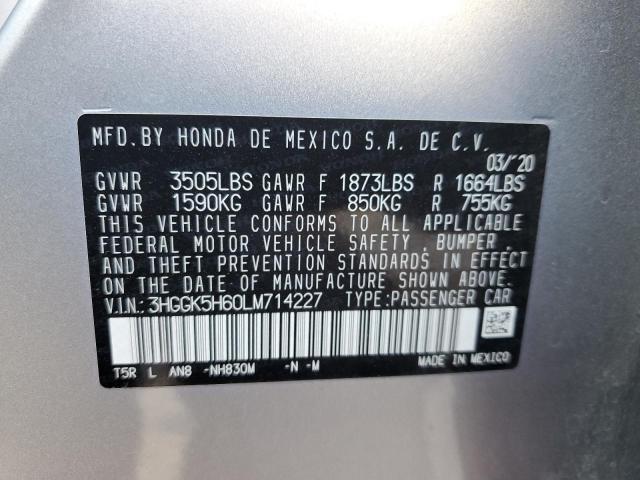 MFD.BY HONDA DE MEXICO S.A. DE C.V.
03/'20
GVWR 3505LBS GAWR F 1873LBS R 1664LBS
GVWR 1590KG GAWR F 850KG R 755KG
THIS VEHICLE CONFORMS TO ALL APPLICABLE
FEDERAL MOTOR VEHICLE SAFETY, BUMPER,
AND THEFT PREVENTION STANDARDS IN EFFECT
ON THE DATE OF MANUFACTURE SHOWN ABOVE.
V.I.N.:3HGGK5H60LM714227 TYPE:PASSENGER CAR
T5R L AN8 -NH830M -N -M MADE IN MEXICO